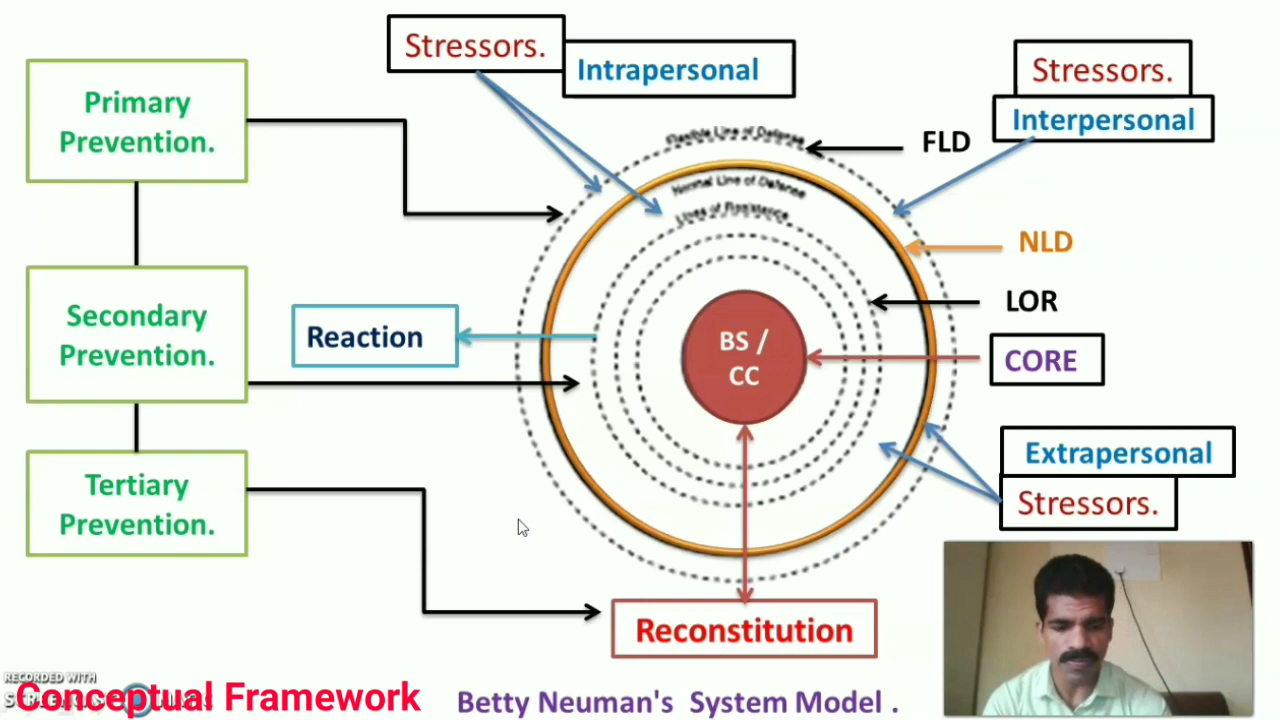 Stressors.
Intrapersonal
Stressors.
Interpersonal
Primary
Prevention.
Flexible Line of Defense
FLD
Normal Line of Defense
Lines of Resistance
NLD
Secondary
Prevention.
Reaction
LOR
BS /
CC
CORE
Extrapersonal
Stressors.
Tertiary
Prevention.
Reconstitution
RECORDED WITH
Conceptual Framework
Betty Neuman's System Model .